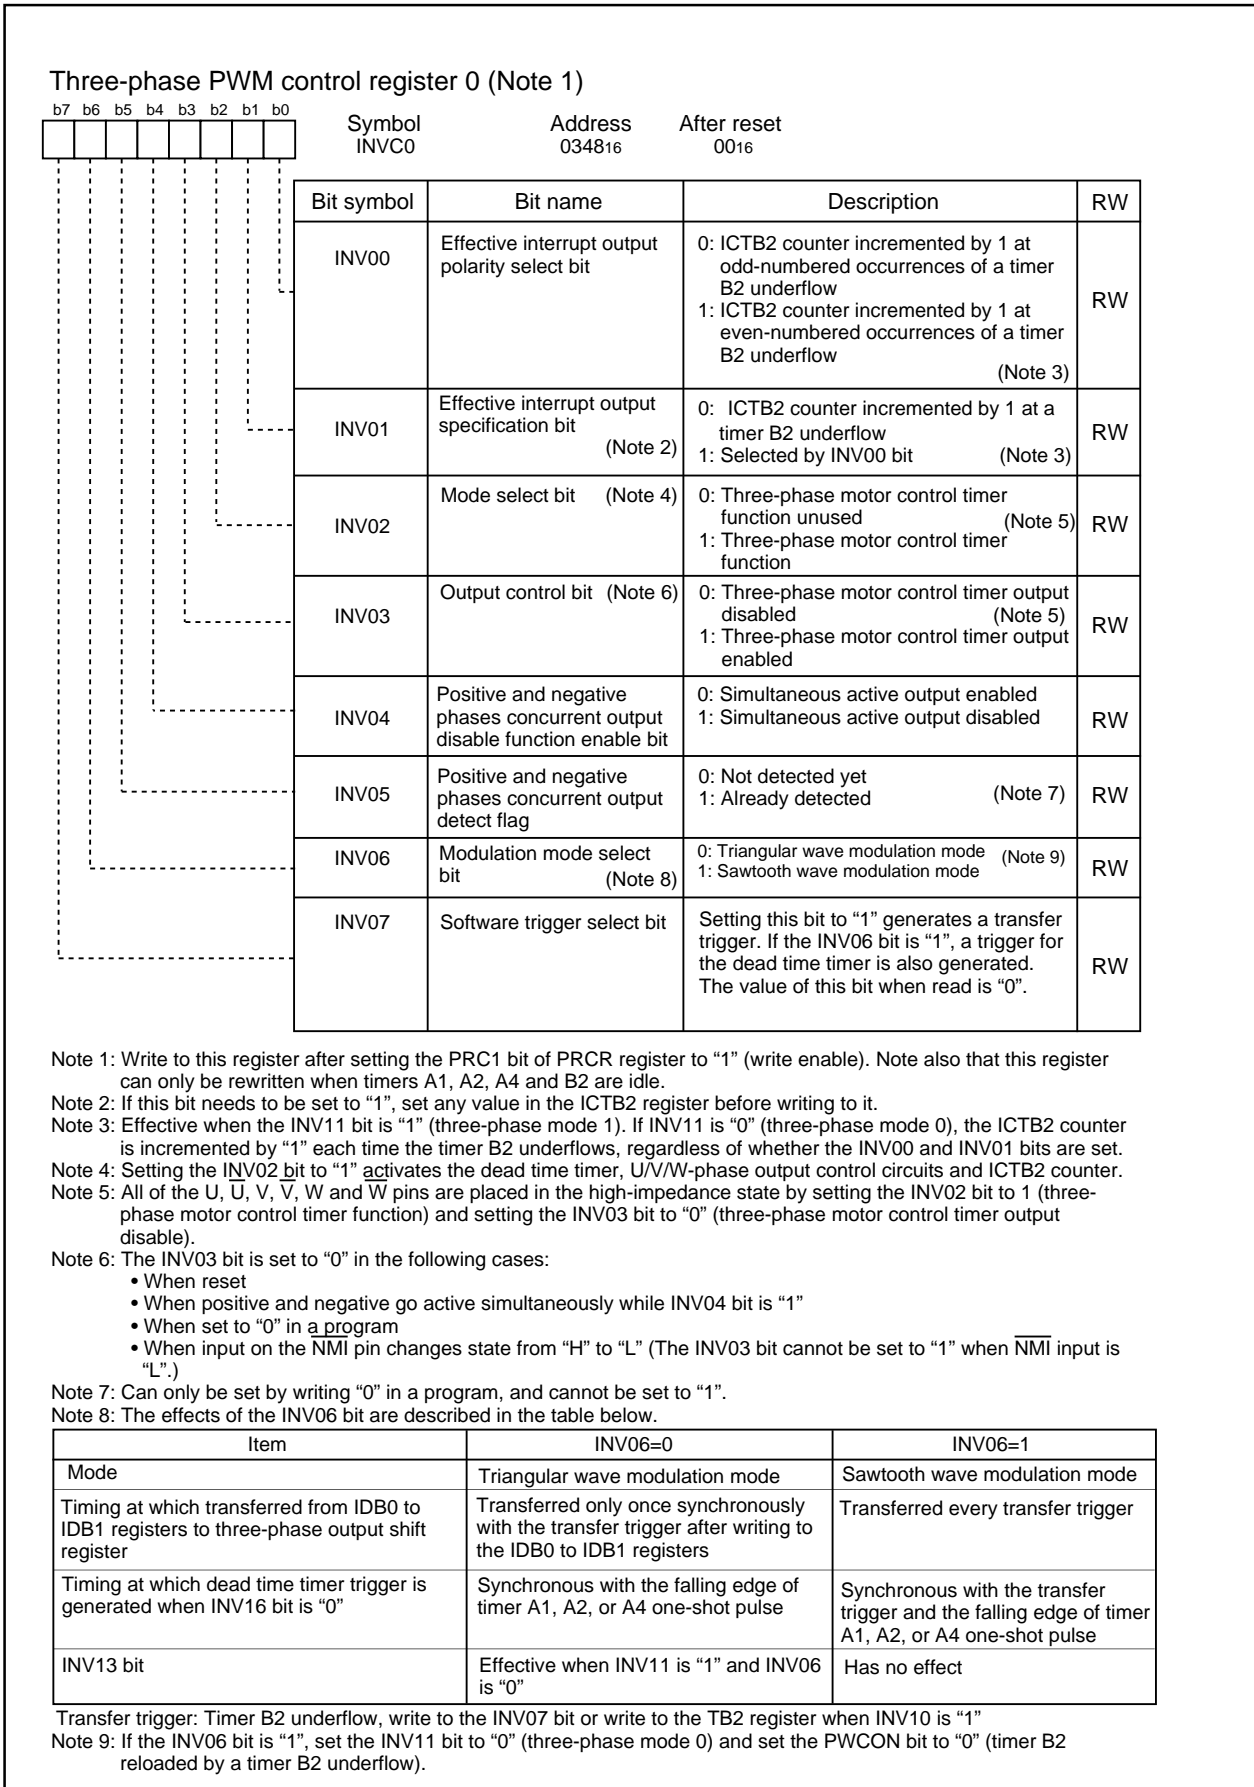 Three-phase PWM control register 0 (Note 1)
b7 b6 b5 b4 b3 b2 b1 b0
Symbol Address After reset
INVC0 034816 0016
Bit symbol Bit name Description RW
INV00
Effective interrupt output
polarity select bit
0: ICTB2 counter incremented by 1 at
odd-numbered occurrences of a timer
B2 underflow
1: ICTB2 counter incremented by 1 at
even-numbered occurrences of a timer
B2 underflow
(Note 3)
RW
INV01
Effective interrupt output
specification bit
(Note 2)
0: ICTB2 counter incremented by 1 at a
timer B2 underflow
1: Selected by INV00 bit (Note 3)
RW
INV02
Mode select bit (Note 4)
0: Three-phase motor control timer
function unused (Note 5)
1: Three-phase motor control timer
function
RW
INV03
Output control bit (Note 6)
0: Three-phase motor control timer output
disabled (Note 5)
1: Three-phase motor control timer output
enabled
RW
INV04
Positive and negative
phases concurrent output
disable function enable bit
0: Simultaneous active output enabled
1: Simultaneous active output disabled
RW
INV05
Positive and negative
phases concurrent output
detect flag
0: Not detected yet
1: Already detected (Note 7)
RW
INV06
Modulation mode select
bit (Note 8)
0: Triangular wave modulation mode (Note 9)
1: Sawtooth wave modulation mode
RW
INV07
Software trigger select bit
Setting this bit to “1” generates a transfer
trigger. If the INV06 bit is “1”, a trigger for
the dead time timer is also generated.
The value of this bit when read is “0”.
RW
Note 1: Write to this register after setting the PRC1 bit of PRCR register to “1” (write enable). Note also that this register
can only be rewritten when timers A1, A2, A4 and B2 are idle.
Note 2: If this bit needs to be set to “1”, set any value in the ICTB2 register before writing to it.
Note 3: Effective when the INV11 bit is “1” (three-phase mode 1). If INV11 is “0” (three-phase mode 0), the ICTB2 counter
is incremented by “1” each time the timer B2 underflows, regardless of whether the INV00 and INV01 bits are set.
Note 4: Setting the INV02 bit to “1” activates the dead time timer, U/V/W-phase output control circuits and ICTB2 counter.
Note 5: All of the U, U̅, V, V̅, W and W̅ pins are placed in the high-impedance state by setting the INV02 bit to 1 (three-
phase motor control timer function) and setting the INV03 bit to “0” (three-phase motor control timer output
disable).
Note 6: The INV03 bit is set to “0” in the following cases:
• When reset
• When positive and negative go active simultaneously while INV04 bit is “1”
• When set to “0” in a program
• When input on the N̅M̅I̅ pin changes state from “H” to “L” (The INV03 bit cannot be set to “1” when N̅M̅I̅ input is
“L”.)
Note 7: Can only be set by writing “0” in a program, and cannot be set to “1”.
Note 8: The effects of the INV06 bit are described in the table below.
Item INV06=0 INV06=1
Mode Triangular wave modulation mode Sawtooth wave modulation mode
Timing at which transferred from IDB0 to
IDB1 registers to three-phase output shift
register
Transferred only once synchronously
with the transfer trigger after writing to
the IDB0 to IDB1 registers
Transferred every transfer trigger
Timing at which dead time timer trigger is
generated when INV16 bit is “0”
Synchronous with the falling edge of
timer A1, A2, or A4 one-shot pulse
Synchronous with the transfer
trigger and the falling edge of timer
A1, A2, or A4 one-shot pulse
INV13 bit
Effective when INV11 is “1” and INV06
is “0”
Has no effect
Transfer trigger: Timer B2 underflow, write to the INV07 bit or write to the TB2 register when INV10 is “1”
Note 9: If the INV06 bit is “1”, set the INV11 bit to “0” (three-phase mode 0) and set the PWCON bit to “0” (timer B2
reloaded by a timer B2 underflow).